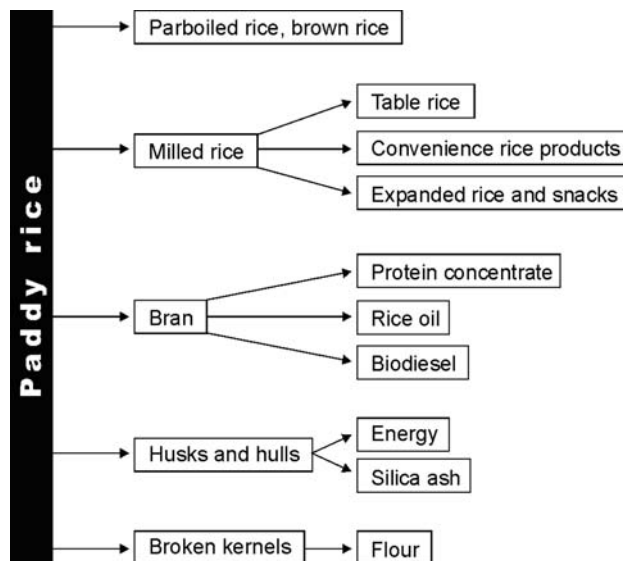 Paddy rice
Parboiled rice, brown rice
Milled rice
Table rice
Convenience rice products
Expanded rice and snacks
Bran
Protein concentrate
Rice oil
Biodiesel
Husks and hulls
Energy
Silica ash
Broken kernels
Flour